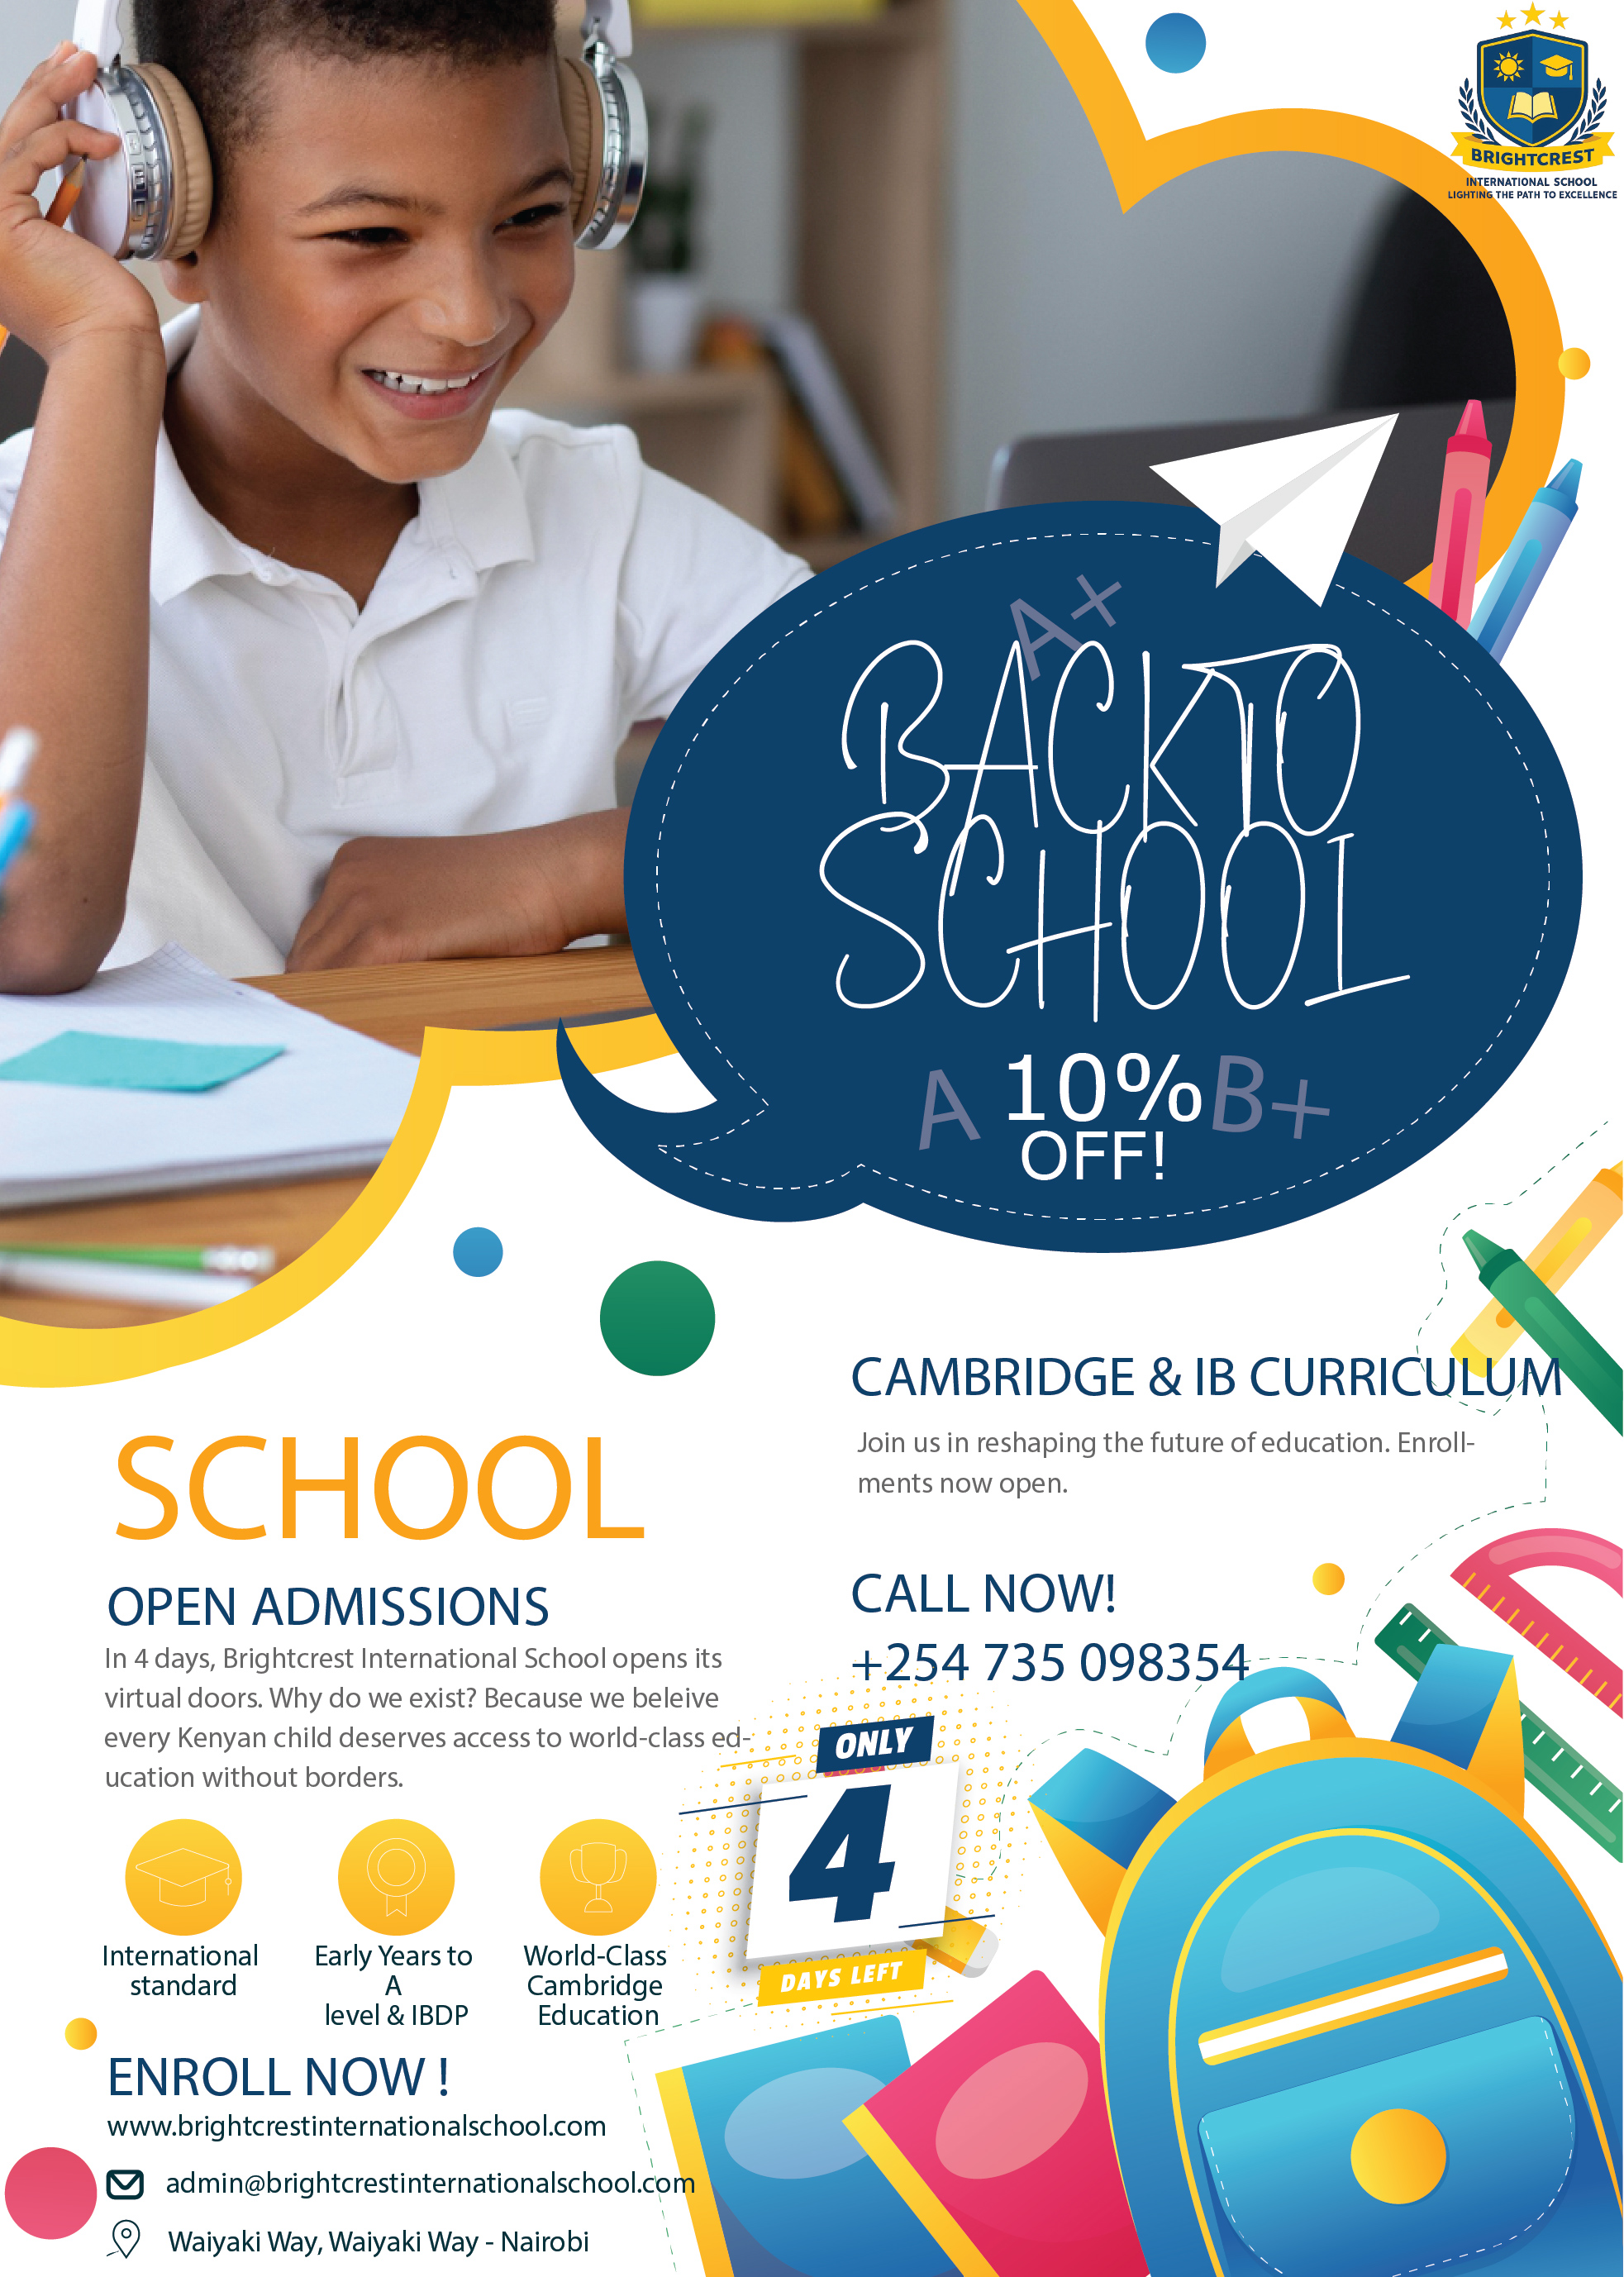 BRIGHTCREST
INTERNATIONAL SCHOOL
LIGHTING THE PATH TO EXCELLENCE
A+
BACK TO
SCHOOL
A 10% B+
OFF!
CAMBRIDGE & IB CURRICULUM
Join us in reshaping the future of education. Enroll-
ments now open.
SCHOOL
OPEN ADMISSIONS
In 4 days, Brightcrest International School opens its
virtual doors. Why do we exist? Because we beleive
every Kenyan child deserves access to world-class ed-
ucation without borders.
CALL NOW!
+254 735 098354
ONLY
4
DAYS LEFT
International
standard
Early Years to
A
level & IBDP
World-Class
Cambridge
Education
ENROLL NOW !
www.brightcrestinternationalschool.com
admin@brightcrestinternationalschool.com
Waiyaki Way, Waiyaki Way - Nairobi